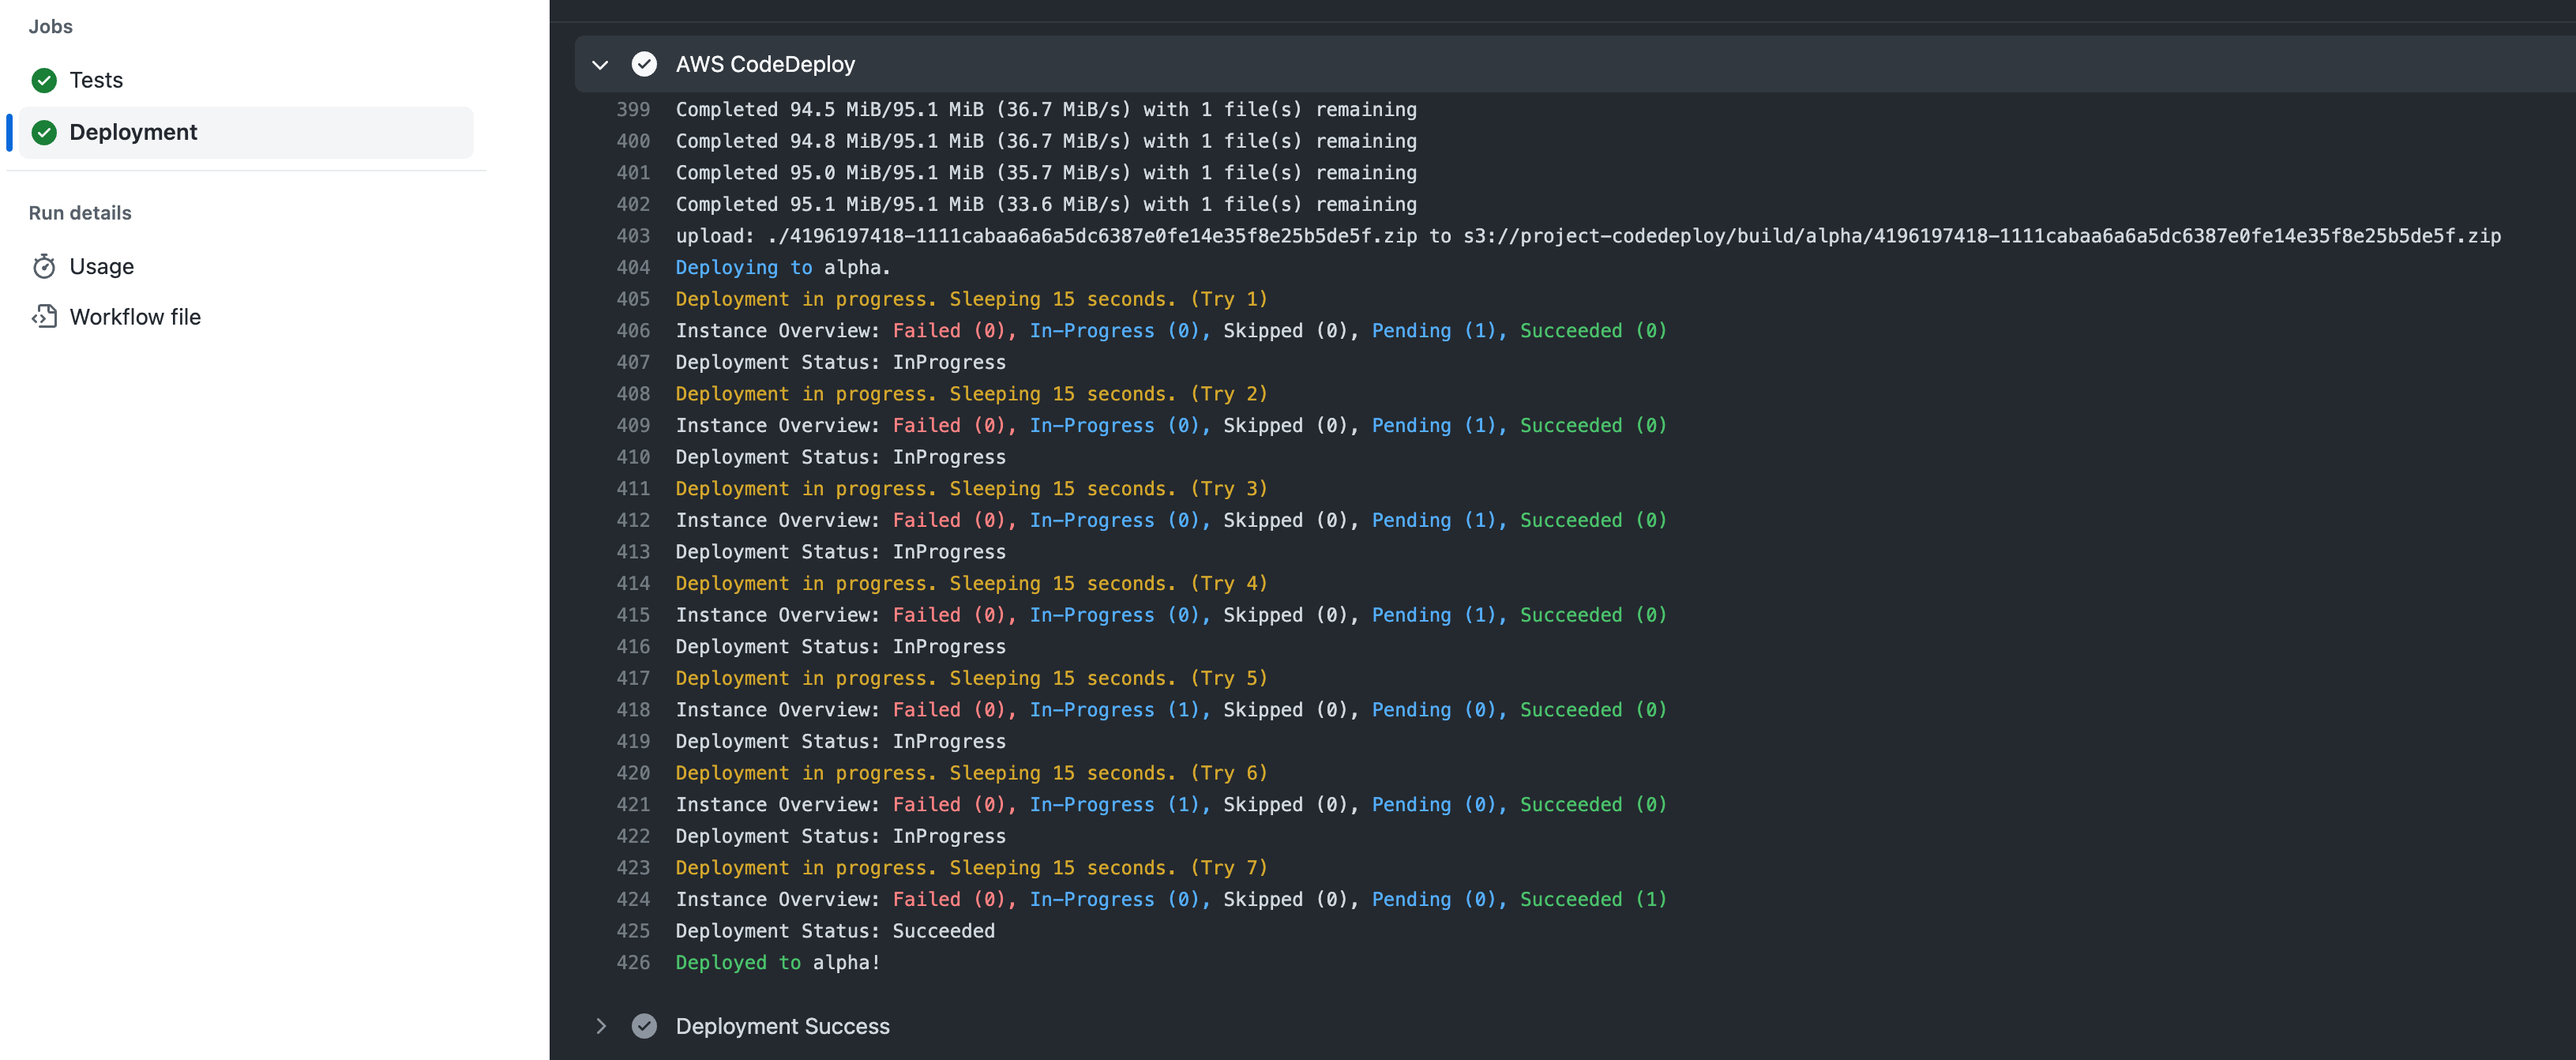 Jobs
Tests
Deployment
Run details
Usage
Workflow file
AWS CodeDeploy
399 Completed 94.5 MiB/95.1 MiB (36.7 MiB/s) with 1 file(s) remaining
400 Completed 94.8 MiB/95.1 MiB (36.7 MiB/s) with 1 file(s) remaining
401 Completed 95.0 MiB/95.1 MiB (35.7 MiB/s) with 1 file(s) remaining
402 Completed 95.1 MiB/95.1 MiB (33.6 MiB/s) with 1 file(s) remaining
403 upload: ./4196197418-1111cabaa6a6a5dc6387e0fe14e35f8e25b5de5f.zip to s3://project-codedeploy/build/alpha/4196197418-1111cabaa6a6a5dc6387e0fe14e35f8e25b5de5f.zip
404 Deploying to alpha.
405 Deployment in progress. Sleeping 15 seconds. (Try 1)
406 Instance Overview: Failed (0), In-Progress (0), Skipped (0), Pending (1), Succeeded (0)
407 Deployment Status: InProgress
408 Deployment in progress. Sleeping 15 seconds. (Try 2)
409 Instance Overview: Failed (0), In-Progress (0), Skipped (0), Pending (1), Succeeded (0)
410 Deployment Status: InProgress
411 Deployment in progress. Sleeping 15 seconds. (Try 3)
412 Instance Overview: Failed (0), In-Progress (0), Skipped (0), Pending (1), Succeeded (0)
413 Deployment Status: InProgress
414 Deployment in progress. Sleeping 15 seconds. (Try 4)
415 Instance Overview: Failed (0), In-Progress (0), Skipped (0), Pending (1), Succeeded (0)
416 Deployment Status: InProgress
417 Deployment in progress. Sleeping 15 seconds. (Try 5)
418 Instance Overview: Failed (0), In-Progress (1), Skipped (0), Pending (0), Succeeded (0)
419 Deployment Status: InProgress
420 Deployment in progress. Sleeping 15 seconds. (Try 6)
421 Instance Overview: Failed (0), In-Progress (1), Skipped (0), Pending (0), Succeeded (0)
422 Deployment Status: InProgress
423 Deployment in progress. Sleeping 15 seconds. (Try 7)
424 Instance Overview: Failed (0), In-Progress (0), Skipped (0), Pending (0), Succeeded (1)
425 Deployment Status: Succeeded
426 Deployed to alpha!
Deployment Success